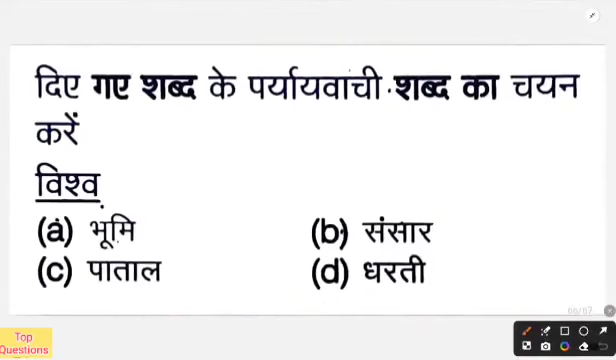 दिए गए शब्द के पर्यायवाची शब्द का चयन
करें
विश्व
(a) भूमि (b) संसार
(c) पाताल (d) धरती
Top
Questions